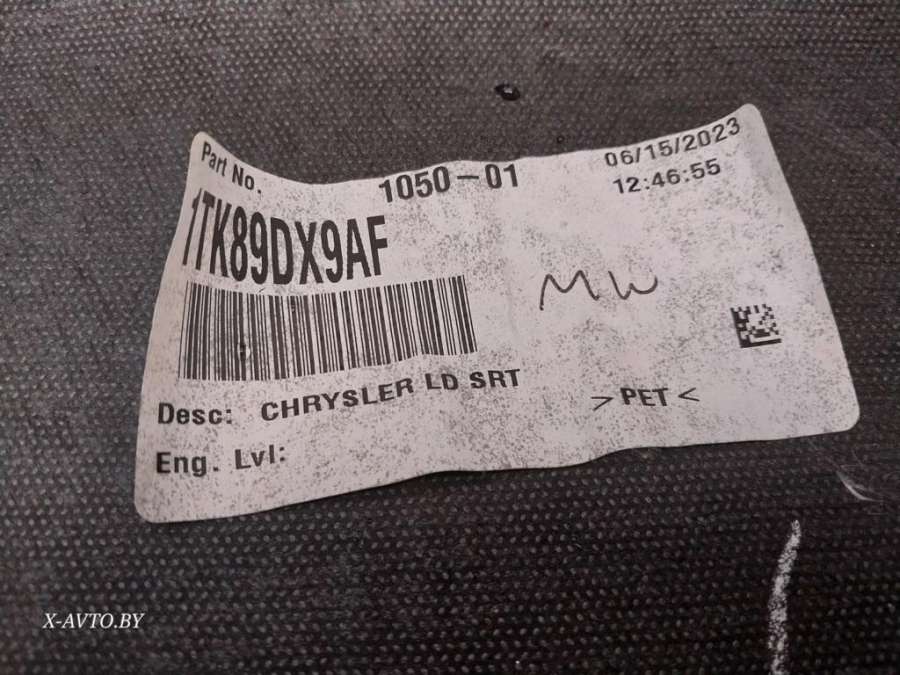 Part No.
1050-01
06/15/2023
12:46:55
1TK89DX9AF
MW
Desc: CHRYSLER LD SRT
>PET<
Eng. Lvl:
X-AVTO.BY